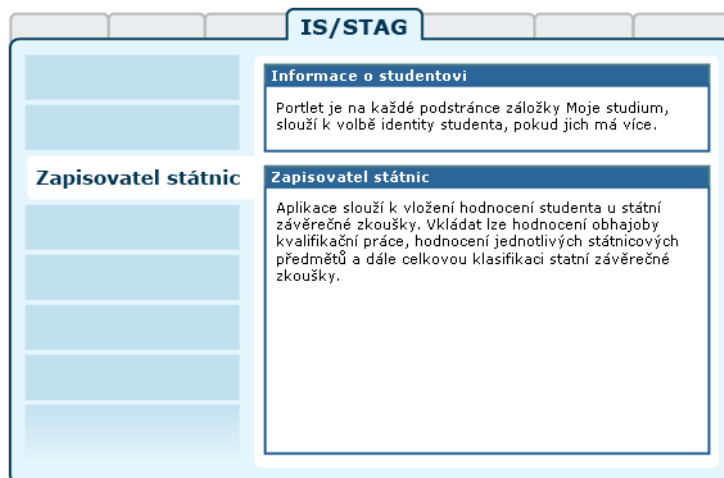 IS/STAG
Informace o studentovi
Portlet je na každé podstránce záložky Moje studium,
slouží k volbě identity studenta, pokud jich má více.
Zapisovatel státnic
Zapisovatel státnic
Aplikace slouží k vložení hodnocení studenta u státní
závěrečné zkoušky. Vkládat lze hodnocení obhajoby
kvalifikační práce, hodnocení jednotlivých státnicových
předmětů a dále celkovou klasifikaci statní závěrečné
zkoušky.